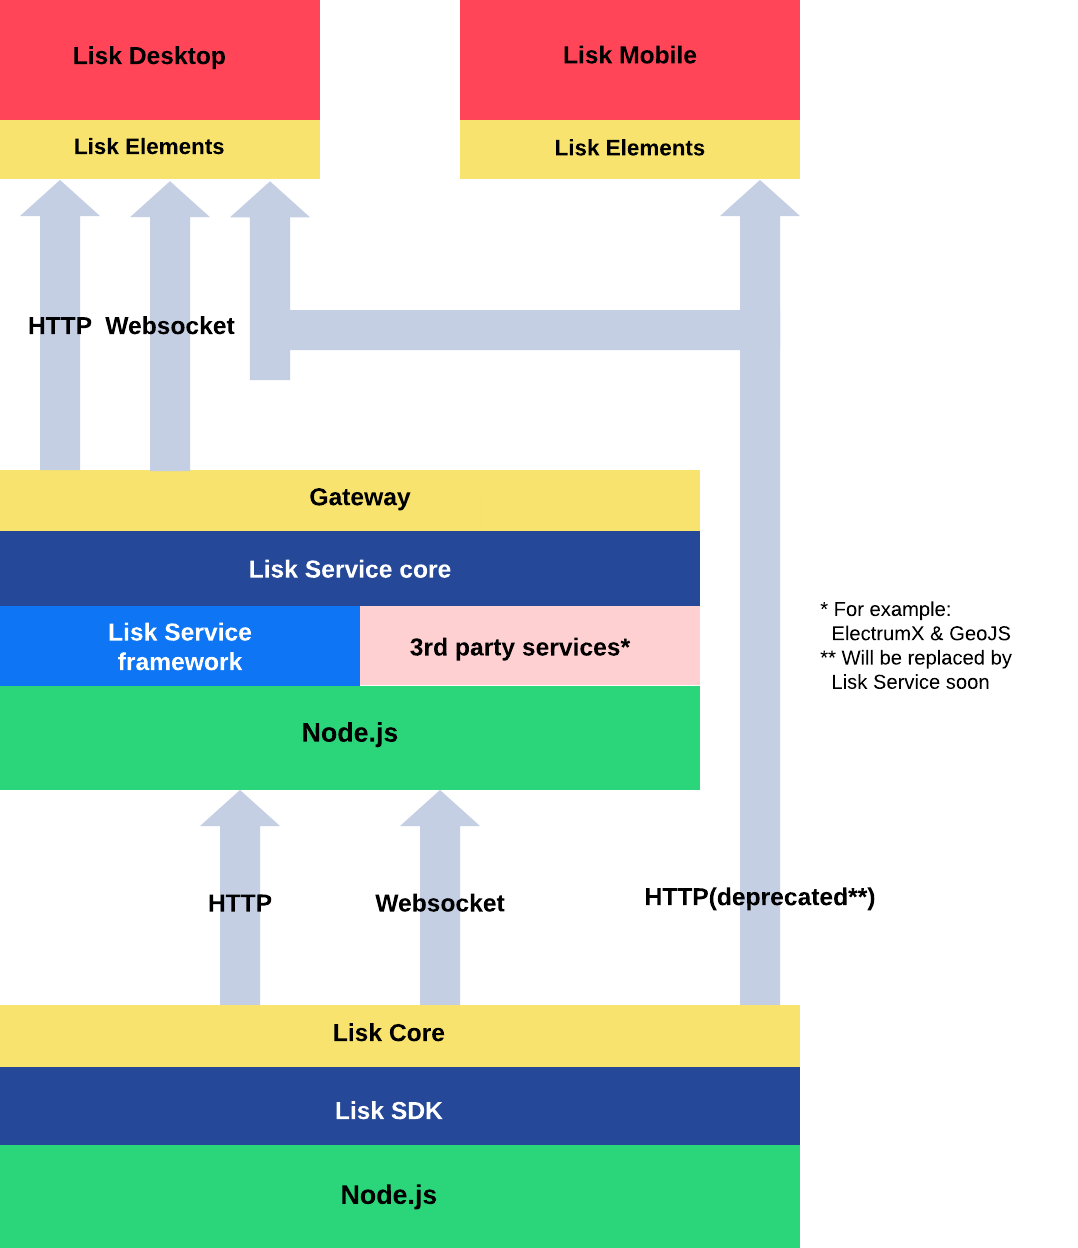 Lisk Desktop
Lisk Mobile
Lisk Elements
Lisk Elements
HTTP
Websocket
Gateway
Lisk Service core
Lisk Service
framework
3rd party services*
* For example:
ElectrumX & GeoJS
** Will be replaced by
Lisk Service soon
Node.js
HTTP
Websocket
HTTP(deprecated**)
Lisk Core
Lisk SDK
Node.js